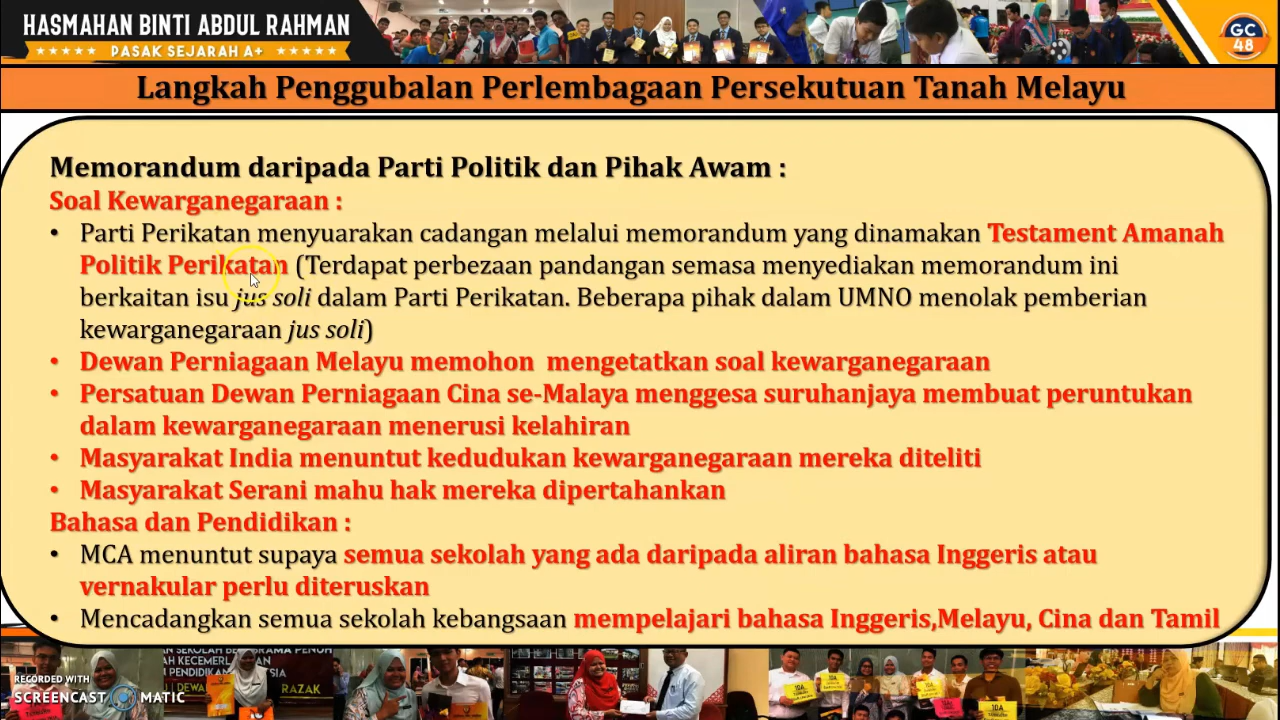 HASMAHAN BINTI ABDUL RAHMAN
PASAK SEJARAH A+
GC
48
Langkah Penggubalan Perlembagaan Persekutuan Tanah Melayu
Memorandum daripada Parti Politik dan Pihak Awam :
Soal Kewarganegaraan :
• Parti Perikatan menyuarakan cadangan melalui memorandum yang dinamakan Testament Amanah
Politik Perikatan (Terdapat perbezaan pandangan semasa menyediakan memorandum ini
berkaitan isu jus soli dalam Parti Perikatan. Beberapa pihak dalam UMNO menolak pemberian
kewarganegaraan jus soli)
• Dewan Perniagaan Melayu memohon mengetatkan soal kewarganegaraan
• Persatuan Dewan Perniagaan Cina se-Malaya menggesa suruhanjaya membuat peruntukan
dalam kewarganegaraan menerusi kelahiran
• Masyarakat India menuntut kedudukan kewarganegaraan mereka diteliti
• Masyarakat Serani mahu hak mereka dipertahankan
Bahasa dan Pendidikan :
• MCA menuntut supaya semua sekolah yang ada daripada aliran bahasa Inggeris atau
vernakular perlu diteruskan
• Mencadangkan semua sekolah kebangsaan mempelajari bahasa Inggeris,Melayu, Cina dan Tamil
RECORDED WITH
SCREENCAST MATIC
RAZAK